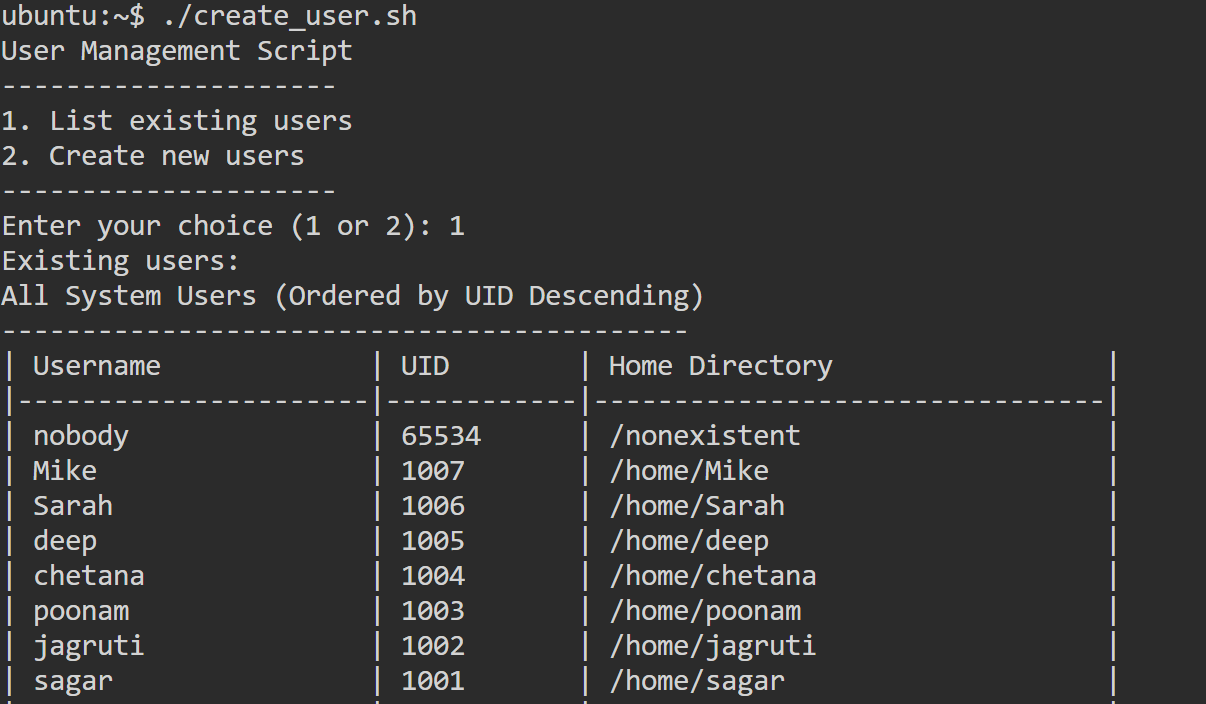 ubuntu:~$ ./create_user.sh
User Management Script
---------------------
1. List existing users
2. Create new users
---------------------
Enter your choice (1 or 2): 1
Existing users:
All System Users (Ordered by UID Descending)
-------------------------------------------
| Username             | UID        | Home Directory                 |
|----------------------|------------|--------------------------------|
| nobody               | 65534      | /nonexistent                   |
| Mike                 | 1007       | /home/Mike                     |
| Sarah                | 1006       | /home/Sarah                    |
| deep                 | 1005       | /home/deep                     |
| chetana              | 1004       | /home/chetana                  |
| poonam               | 1003       | /home/poonam                   |
| jagruti              | 1002       | /home/jagruti                  |
| sagar                | 1001       | /home/sagar                    |